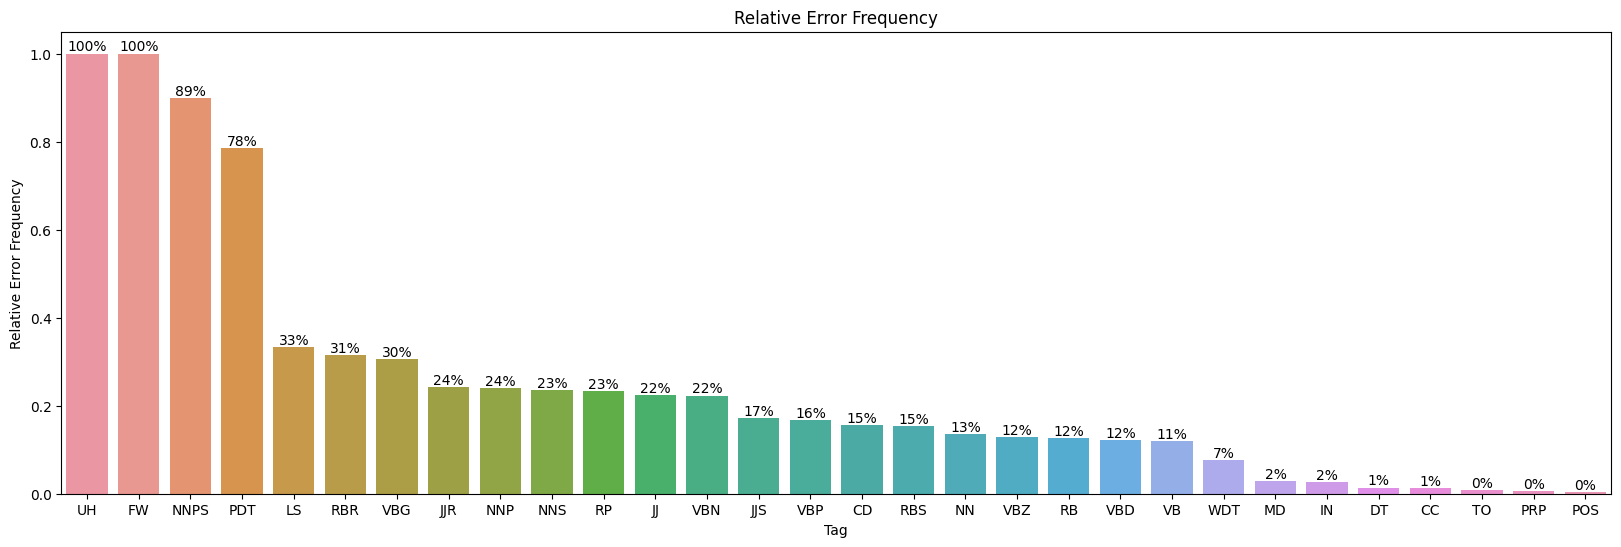 Relative Error Frequency
Relative Error Frequency
1.0
0.8
0.6
0.4
0.2
0.0
100% 100% 89% 78% 33% 31% 30% 24% 24% 23% 23% 22% 22% 17% 16% 15% 15% 13% 12% 12% 12% 11% 7% 2% 2% 1% 1% 0% 0% 0%
UH FW NNPS PDT LS RBR VBG JJR NNP NNS RP JJ VBN JJS VBP CD RBS NN VBZ RB VBD VB WDT MD IN DT CC TO PRP POS
Tag